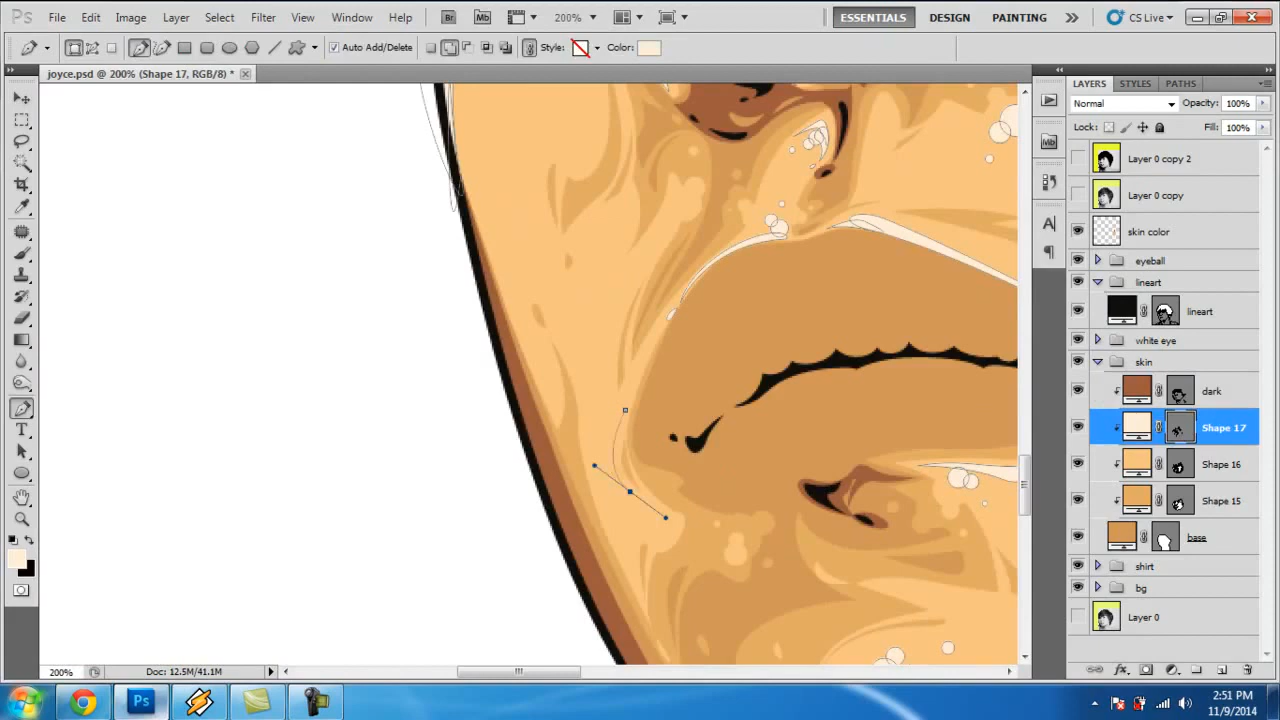 Ps File Edit Image Layer Select Filter View Window Help Br Mb 200% ESSENTIALS DESIGN PAINTING CS Live
Auto Add/Delete Style: Color:
joyce.psd @ 200% (Shape 17, RGB/8) *
LAYERS STYLES PATHS
Normal Opacity: 100%
Lock: Fill: 100%
Layer 0 copy 2
Layer 0 copy
skin color
eyeball
lineart
lineart
white eye
skin
dark
Shape 17
Shape 16
Shape 15
base
shirt
bg
Layer 0
200% Doc: 12.5M/41.1M
Ps
2:51 PM
11/9/2014